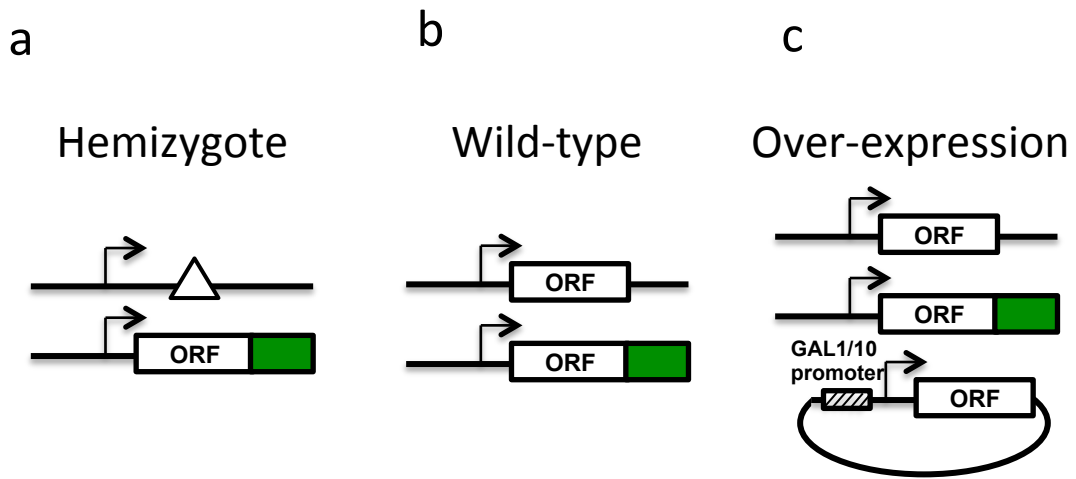 a
b
c
Hemizygote
Wild-type
Over-expression
ORF
ORF
ORF
ORF
ORF
GAL1/10
promoter
ORF